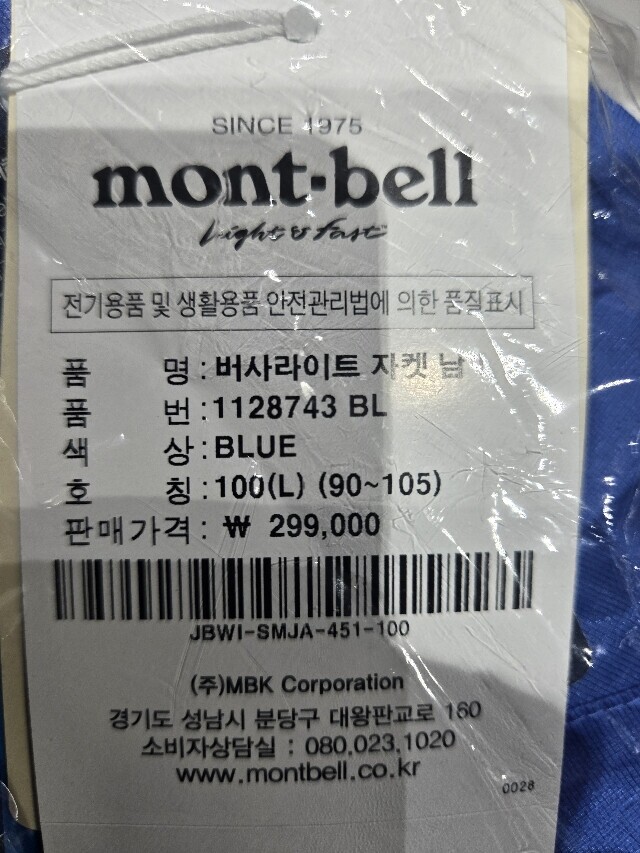 SINCE 1975
mont-bell
Light & Fast
전기용품 및 생활용품 안전관리법에 의한 품질표시
품 명 : 버사라이트 자켓 남
품 번 : 1128743 BL
색 상 : BLUE
호 칭 : 100(L) (90~105)
판매가격 : ₩ 299,000
JBWI-SMJA-451-100
(주)MBK Corporation
경기도 성남시 분당구 대왕판교로 160
소비자상담실 : 080.023.1020
www.montbell.co.kr
0028